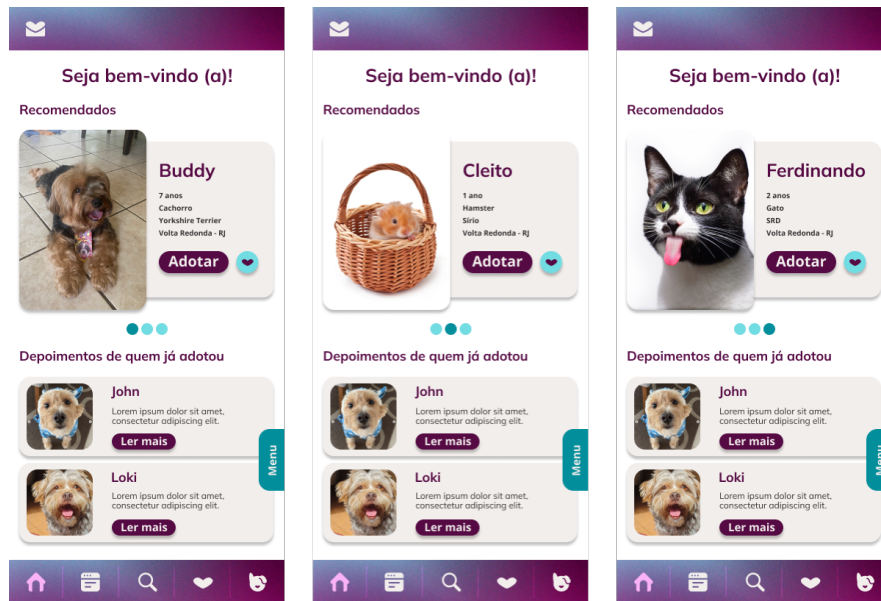 Seja bem-vindo (a)!
Recomendados
Buddy
7 anos
Cachorro
Yorkshire Terrier
Volta Redonda - RJ
Adotar
Depoimentos de quem já adotou
John
Lorem ipsum dolor sit amet,
consectetur adipiscing elit.
Ler mais
Menu
Loki
Lorem ipsum dolor sit amet,
consectetur adipiscing elit.
Ler mais
Seja bem-vindo (a)!
Recomendados
Cleito
1 ano
Hamster
Sírio
Volta Redonda - RJ
Adotar
Depoimentos de quem já adotou
John
Lorem ipsum dolor sit amet,
consectetur adipiscing elit.
Ler mais
Menu
Loki
Lorem ipsum dolor sit amet,
consectetur adipiscing elit.
Ler mais
Seja bem-vindo (a)!
Recomendados
Ferdinando
2 anos
Gato
SRD
Volta Redonda - RJ
Adotar
Depoimentos de quem já adotou
John
Lorem ipsum dolor sit amet,
consectetur adipiscing elit.
Ler mais
Menu
Loki
Lorem ipsum dolor sit amet,
consectetur adipiscing elit.
Ler mais